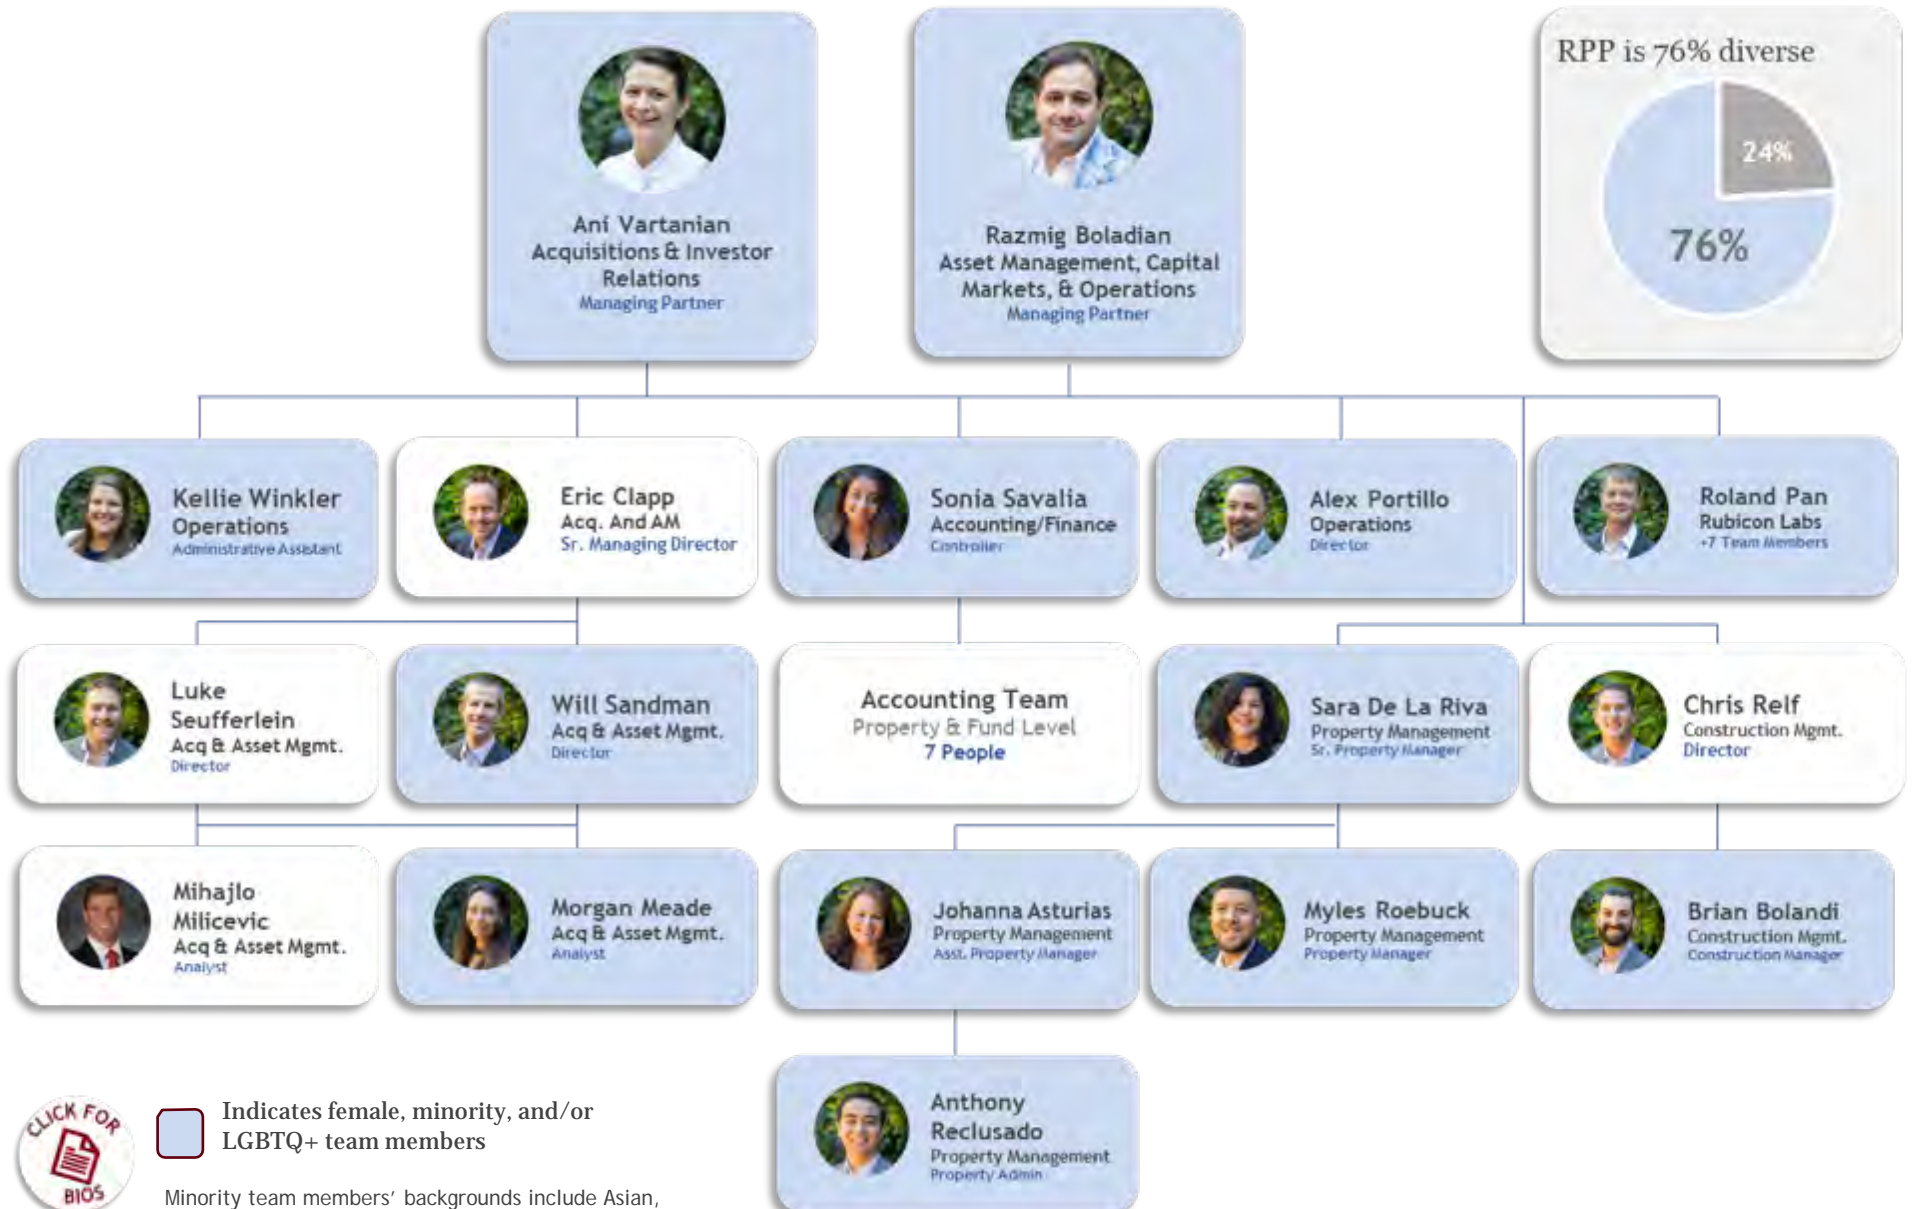 Ani Vartanian
Acquisitions & Investor
Relations
Managing Partner
Razmig Boladian
Asset Management, Capital
Markets, & Operations
Managing Partner
RPP is 76% diverse
24%
76%
Kellie Winkler
Operations
Administrative Assistant
Eric Clapp
Acq. And AM
Sr. Managing Director
Sonia Savalia
Accounting/Finance
Controller
Alex Portillo
Operations
Director
Roland Pan
Rubicon Labs
+7 Team Members
Luke
Seufferlein
Acq & Asset Mgmt.
Director
Will Sandman
Acq & Asset Mgmt.
Director
Accounting Team
Property & Fund Level
7 People
Sara De La Riva
Property Management
Sr. Property Manager
Chris Relf
Construction Mgmt.
Director
Mihajlo
Milicevic
Acq & Asset Mgmt.
Analyst
Morgan Meade
Acq & Asset Mgmt.
Analyst
Johanna Asturias
Property Management
Asst. Property Manager
Myles Roebuck
Property Management
Property Manager
Brian Bolandi
Construction Mgmt.
Construction Manager
Anthony
Reclusado
Property Management
Property Admin
CLICK FOR
BIOS
Indicates female, minority, and/or
LGBTQ+ team members
Minority team members' backgrounds include Asian,